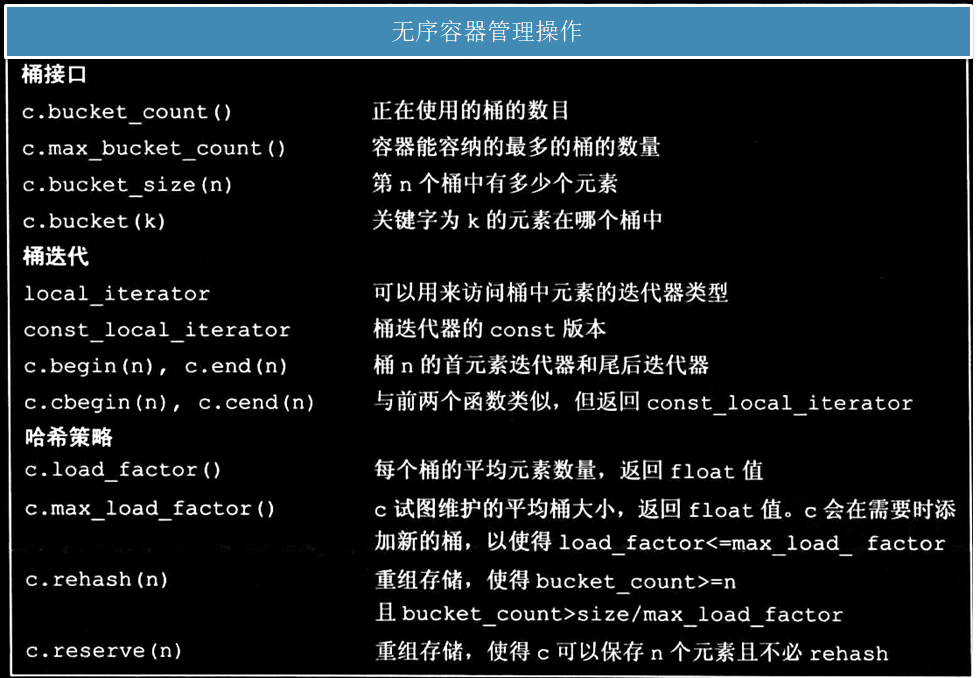 无序容器管理操作
桶接口
c.bucket_count() 正在使用的桶的数目
c.max_bucket_count() 容器能容纳的最多的桶的数量
c.bucket_size(n) 第 n 个桶中有多少个元素
c.bucket(k) 关键字为 k 的元素在哪个桶中
桶迭代
local_iterator 可以用来访问桶中元素的迭代器类型
const_local_iterator 桶迭代器的 const 版本
c.begin(n), c.end(n) 桶 n 的首元素迭代器和尾后迭代器
c.cbegin(n), c.cend(n) 与前两个函数类似，但返回 const_local_iterator
哈希策略
c.load_factor() 每个桶的平均元素数量，返回 float 值
c.max_load_factor() c 试图维护的平均桶大小，返回 float 值。c 会在需要时添
加新的桶，以使得 load_factor<=max_load_ factor
c.rehash(n) 重组存储，使得 bucket_count>=n
且 bucket_count>size/max_load_factor
c.reserve(n) 重组存储，使得 c 可以保存 n 个元素且不必 rehash